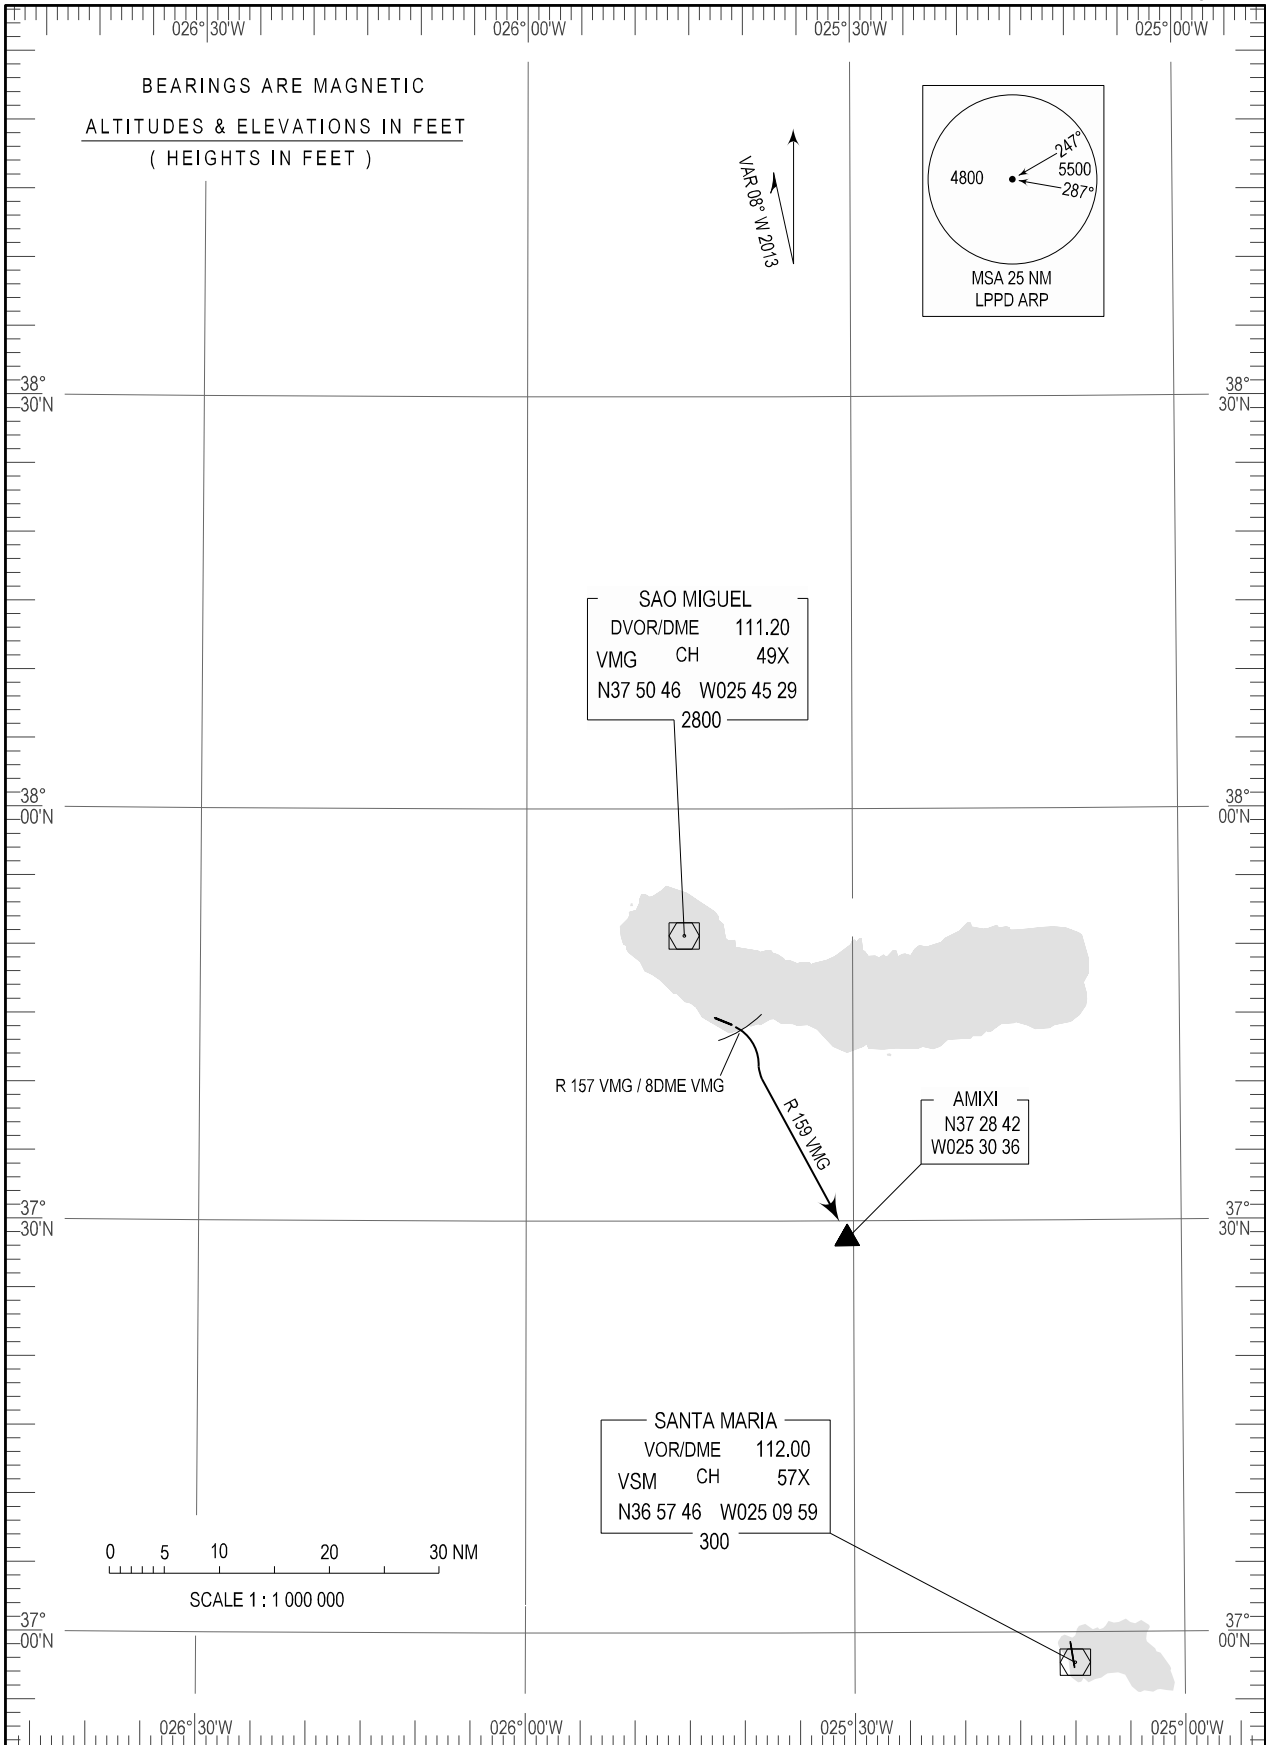 026° 30'W
026° 00'W
025° 30'W
025° 00'W
BEARINGS ARE MAGNETIC
ALTITUDES & ELEVATIONS IN FEET
( HEIGHTS IN FEET )
VAR 08° W 2013
247°
4800
5500
287°
MSA 25 NM
LPPD ARP
38°
30'N
38°
30'N
SAO MIGUEL
DVOR/DME 111.20
VMG CH 49X
N37 50 46 W025 45 29
2800
38°
00'N
38°
00'N
R 157 VMG / 8DME VMG
R 159 VMG
AMIXI
N37 28 42
W025 30 36
37°
30'N
37°
30'N
SANTA MARIA
VOR/DME 112.00
VSM CH 57X
N36 57 46 W025 09 59
300
0 5 10 20 30 NM
SCALE 1 : 1 000 000
37°
00'N
37°
00'N
026° 30'W
026° 00'W
025° 30'W
025° 00'W